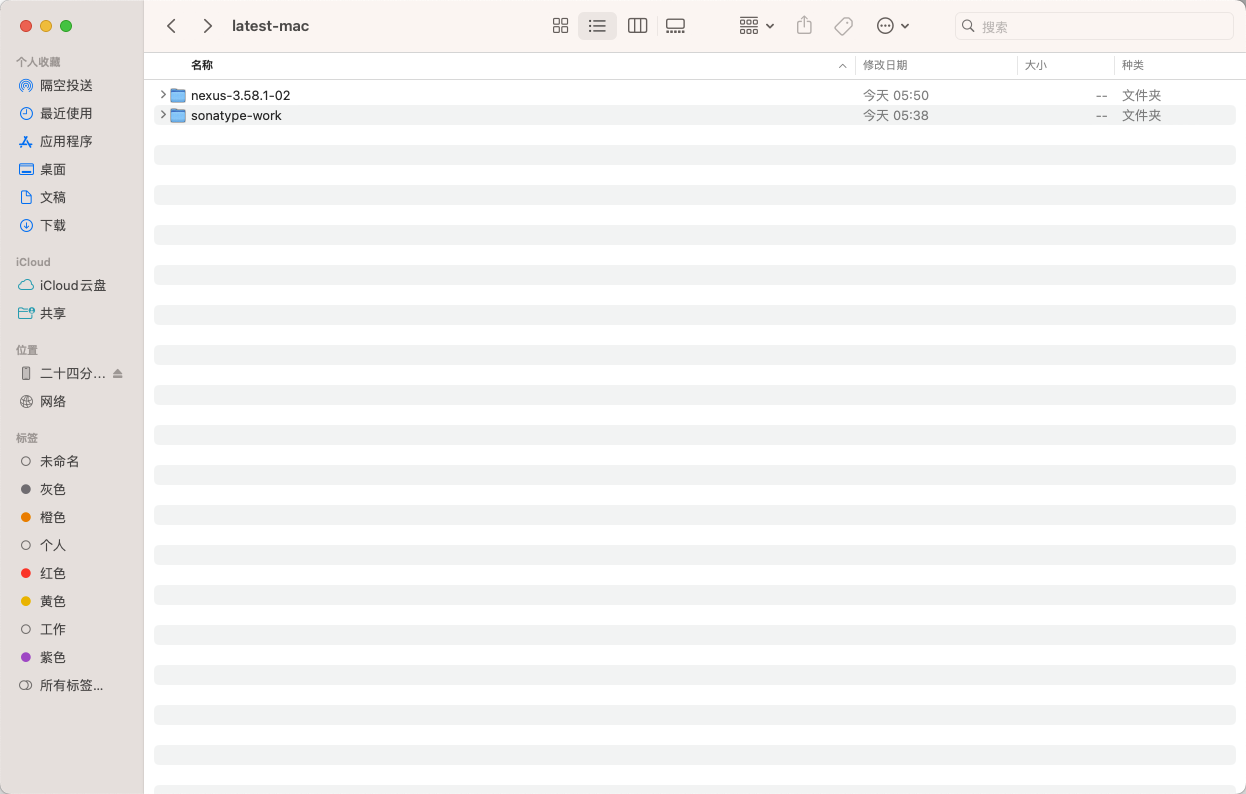 latest-mac
搜索
个人收藏
隔空投送
最近使用
应用程序
桌面
文稿
下载
iCloud
iCloud云盘
共享
位置
二十四分...
网络
标签
未命名
灰色
橙色
个人
红色
黄色
工作
紫色
所有标签...
名称 修改日期 大小 种类
nexus-3.58.1-02 今天 05:50 -- 文件夹
sonatype-work 今天 05:38 -- 文件夹